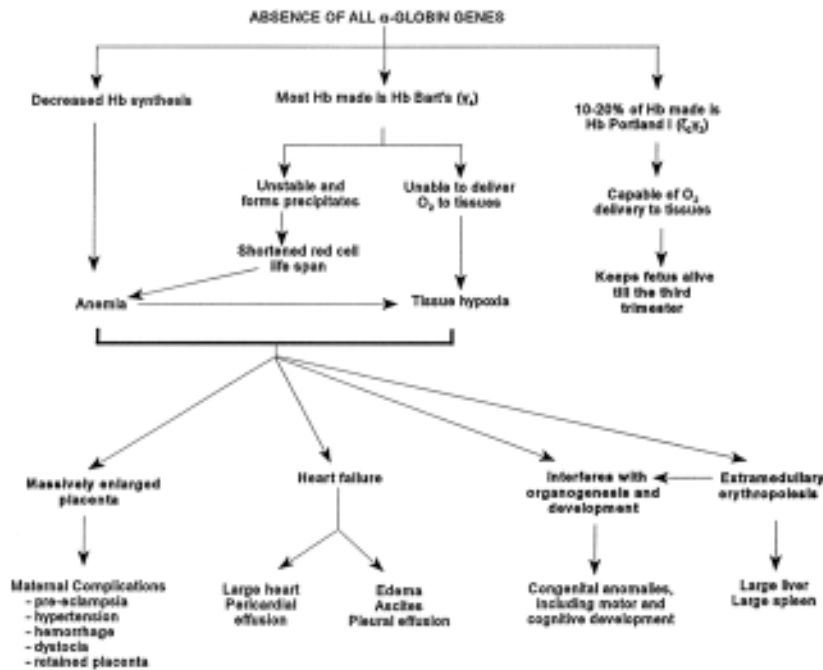 ABSENCE OF ALL α-GLOBIN GENES
Decreased Hb synthesis
Most Hb made is Hb Bart's (γ₄)
10-20% of Hb made is
Hb Portland I (ζ₂γ₂)
Unstable and
forms precipitates
Unable to deliver
O₂ to tissues
Capable of O₂
delivery to tissues
Shortened red cell
life span
Keeps fetus alive
till the third
trimester
Anemia
Tissue hypoxia
Massively enlarged
placenta
Heart failure
Interferes with
organogenesis and
development
Extramedullary
erythropoiesis
Maternal Complications
- pre-eclampsia
- hypertension
- hemorrhage
- dystocia
- retained placenta
Large heart
Pericardial
effusion
Edema
Ascites
Pleural effusion
Congenital anomalies,
including motor and
cognitive development
Large liver
Large spleen